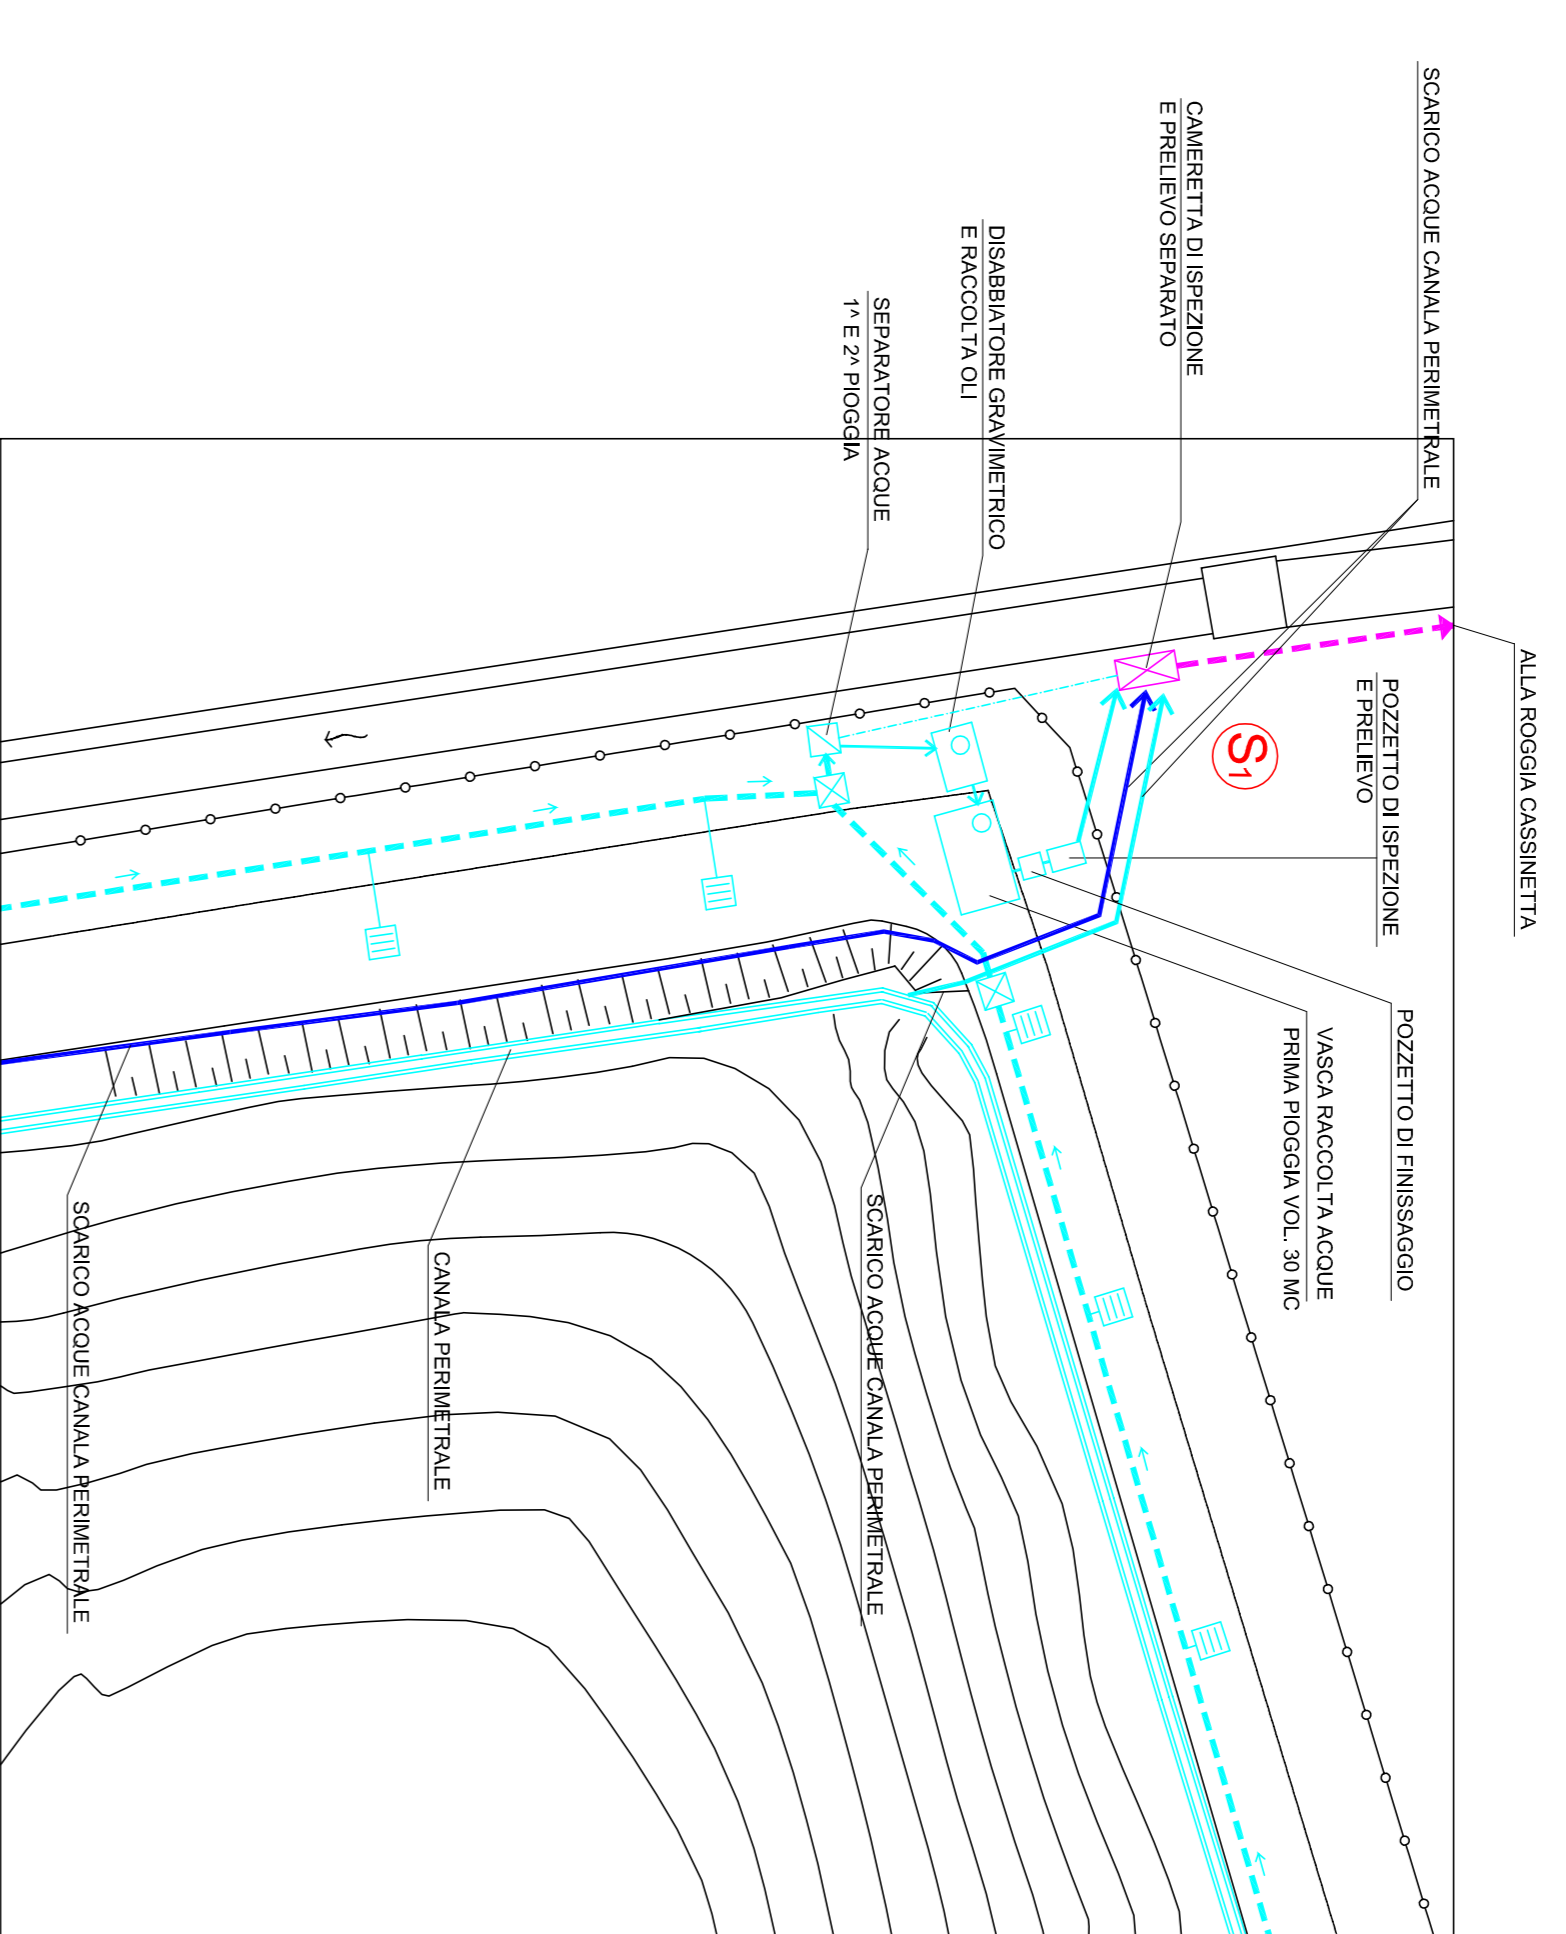 SCARICO ACQUE CANALA PERIMETRALE
CAMERETTA DI ISPEZIONE
E PRELIEVO SEPARATO
DISABBIATORE GRAVIMETRICO
E RACCOLTA OLI
SEPARATORE ACQUE
1^ E 2^ PIOGGIA
ALLA ROGGIA CASSINETTA
POZZETTO DI ISPEZIONE
E PRELIEVO
S1
POZZETTO DI FINISSAGGIO
VASCA RACCOLTA ACQUE
PRIMA PIOGGIA VOL. 30 MC
SCARICO ACQUE CANALA PERIMETRALE
CANALA PERIMETRALE
SCARICO ACQUE CANALA PERIMETRALE